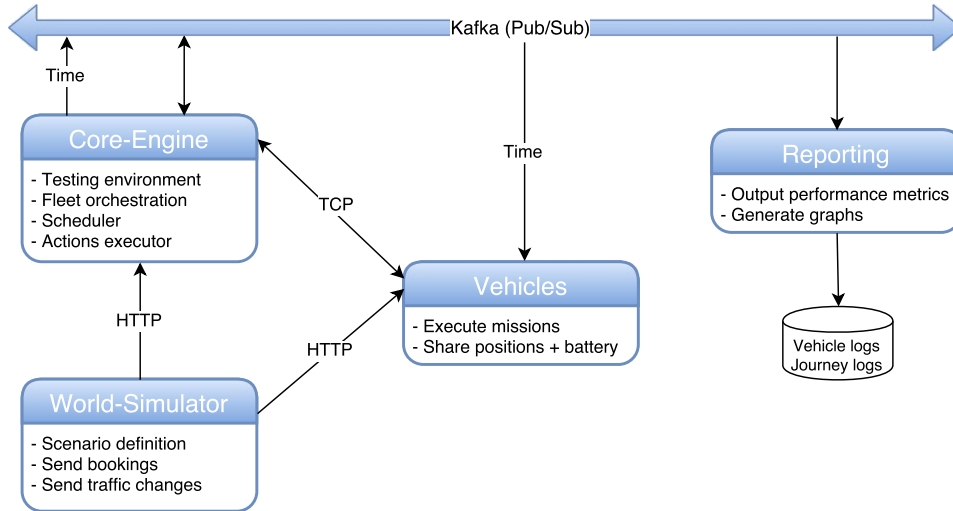 Kafka (Pub/Sub)
Time
Core-Engine
- Testing environment
- Fleet orchestration
- Scheduler
- Actions executor
Time
Reporting
- Output performance metrics
- Generate graphs
TCP
Vehicles
- Execute missions
- Share positions + battery
HTTP
HTTP
Vehicle logs
Journey logs
World-Simulator
- Scenario definition
- Send bookings
- Send traffic changes